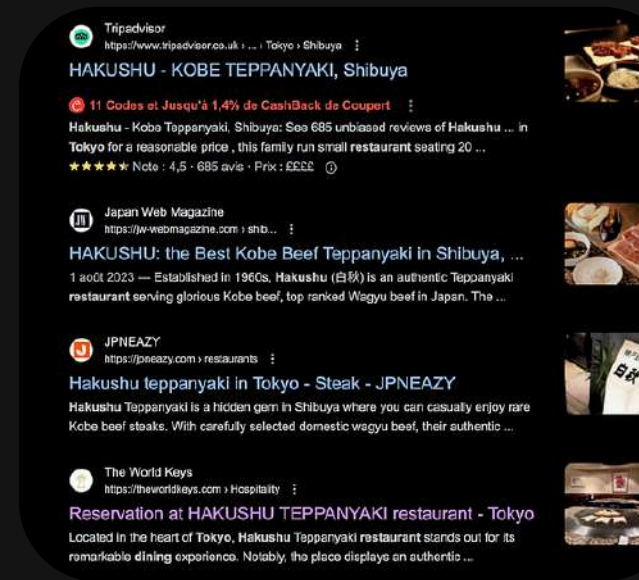 Tripadvisor
https://www.tripadvisor.co.uk › ... › Tokyo › Shibuya
HAKUSHU - KOBE TEPPANYAKI, Shibuya
11 Codes et Jusqu'à 1,4% de CashBack de Coupert
Hakushu - Kobe Teppanyaki, Shibuya: See 685 unbiased reviews of Hakushu ... in
Tokyo for a reasonable price , this family run small restaurant seating 20 ...
Note : 4,5 · 685 avis · Prix : ££££
Japan Web Magazine
https://jw-webmagazine.com › shib...
HAKUSHU: the Best Kobe Beef Teppanyaki in Shibuya, ...
1 août 2023 — Established in 1960s, Hakushu (白秋) is an authentic Teppanyaki
restaurant serving glorious Kobe beef, top ranked Wagyu beef in Japan. The ...
JPNEAZY
https://jpneazy.com › restaurants
Hakushu teppanyaki in Tokyo - Steak - JPNEAZY
Hakushu Teppanyaki is a hidden gem in Shibuya where you can casually enjoy rare
Kobe beef steaks. With carefully selected domestic wagyu beef, their authentic ...
白秋
The World Keys
https://theworldkeys.com › Hospitality
Reservation at HAKUSHU TEPPANYAKI restaurant - Tokyo
Located in the heart of Tokyo, Hakushu Teppanyaki restaurant stands out for its
remarkable dining experience. Notably, the place displays an authentic ...